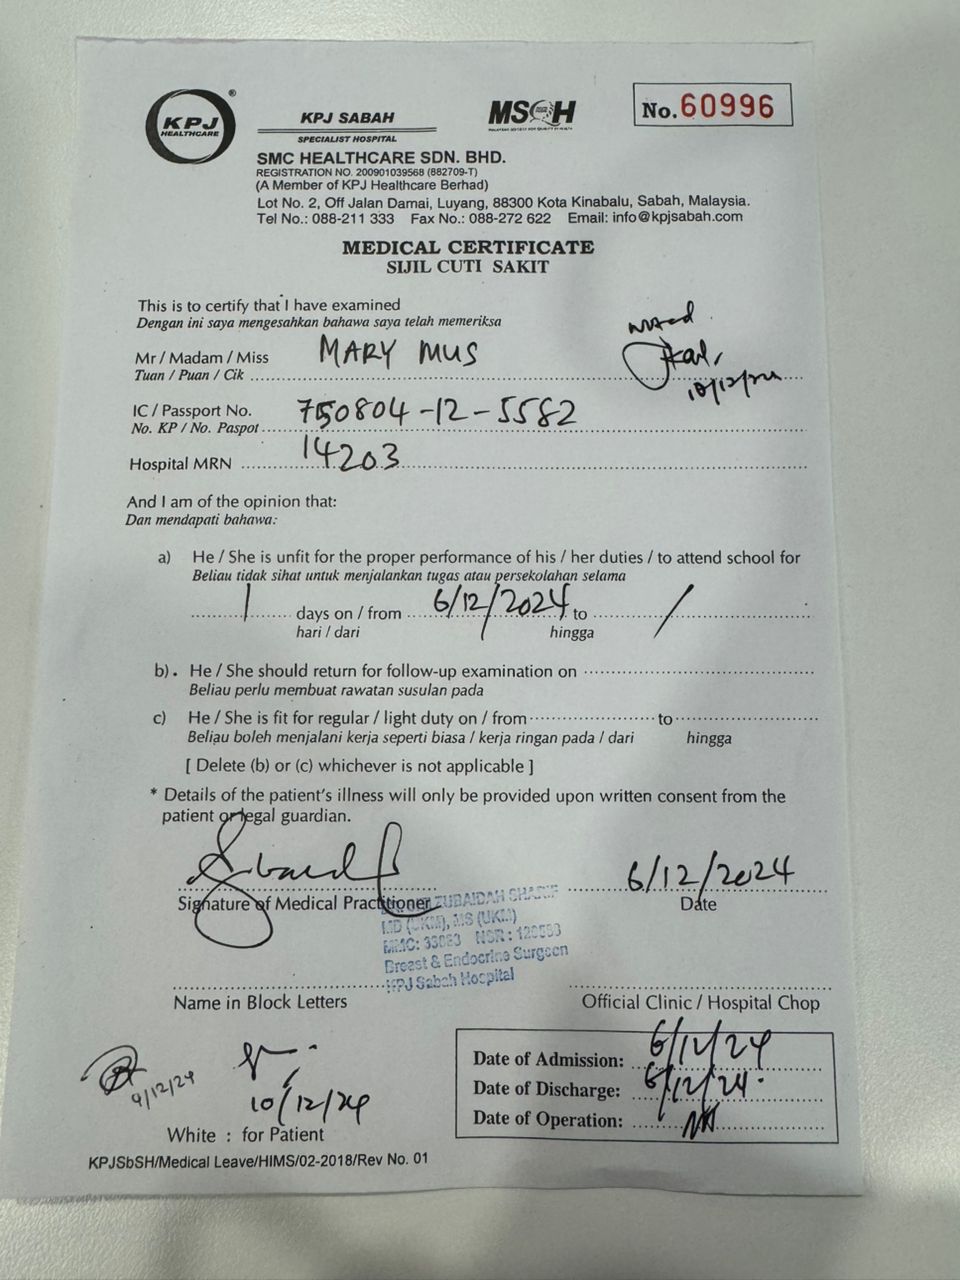 KPJ
HEALTHCARE
®
KPJ SABAH
SPECIALIST HOSPITAL
MSQH
MALAYSIAN SOCIETY FOR QUALITY IN HEALTH
No. 60996
SMC HEALTHCARE SDN. BHD.
REGISTRATION NO. 200901039568 (882709-T)
(A Member of KPJ Healthcare Berhad)
Lot No. 2, Off Jalan Damai, Luyang, 88300 Kota Kinabalu, Sabah, Malaysia.
Tel No.: 088-211 333 Fax No.: 088-272 622 Email: info@kpjsabah.com
MEDICAL CERTIFICATE
SIJIL CUTI SAKIT
This is to certify that I have examined
Dengan ini saya mengesahkan bahawa saya telah memeriksa
Mr / Madam / Miss MARY MUS
Tuan / Puan / Cik
10/12/24
IC / Passport No. 750804-12-5582
No. KP / No. Paspot
Hospital MRN 14203
And I am of the opinion that:
Dan mendapati bahawa:
a) He / She is unfit for the proper performance of his / her duties / to attend school for
Beliau tidak sihat untuk menjalankan tugas atau persekolahan selama
1 days on / from 6/12/2024 to /
hari / dari hingga
b). He / She should return for follow-up examination on
Beliau perlu membuat rawatan susulan pada
c) He / She is fit for regular / light duty on / from to
Beliau boleh menjalani kerja seperti biasa / kerja ringan pada / dari hingga
[ Delete (b) or (c) whichever is not applicable ]
* Details of the patient's illness will only be provided upon written consent from the
patient or legal guardian.
6/12/2024
Signature of Medical Practitioner
Date
ZUBAIDAH
MD (UKM), MS (UKM)
MMC: NSR:
Breast & Endocrine Surgeon
KPJ Sabah Hospital
Name in Block Letters
Official Clinic / Hospital Chop
9/12/24
10/12/24
Date of Admission: 6/12/24
Date of Discharge: 6/12/24.
Date of Operation: NA
White : for Patient
KPJSbSH/Medical Leave/HIMS/02-2018/Rev No. 01